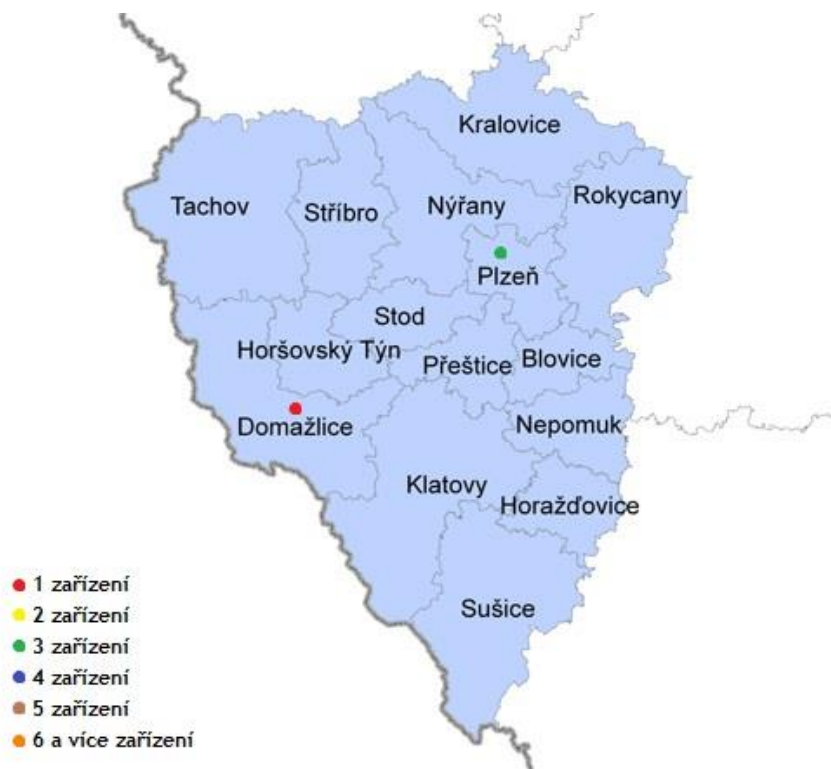 Kralovice
Tachov
Stříbro
Nýřany
Rokycany
Plzeň
Stod
Horšovský Týn
Přeštice
Blovice
Domažlice
Nepomuk
Klatovy
Horažďovice
Sušice
1 zařízení
2 zařízení
3 zařízení
4 zařízení
5 zařízení
6 a více zařízení